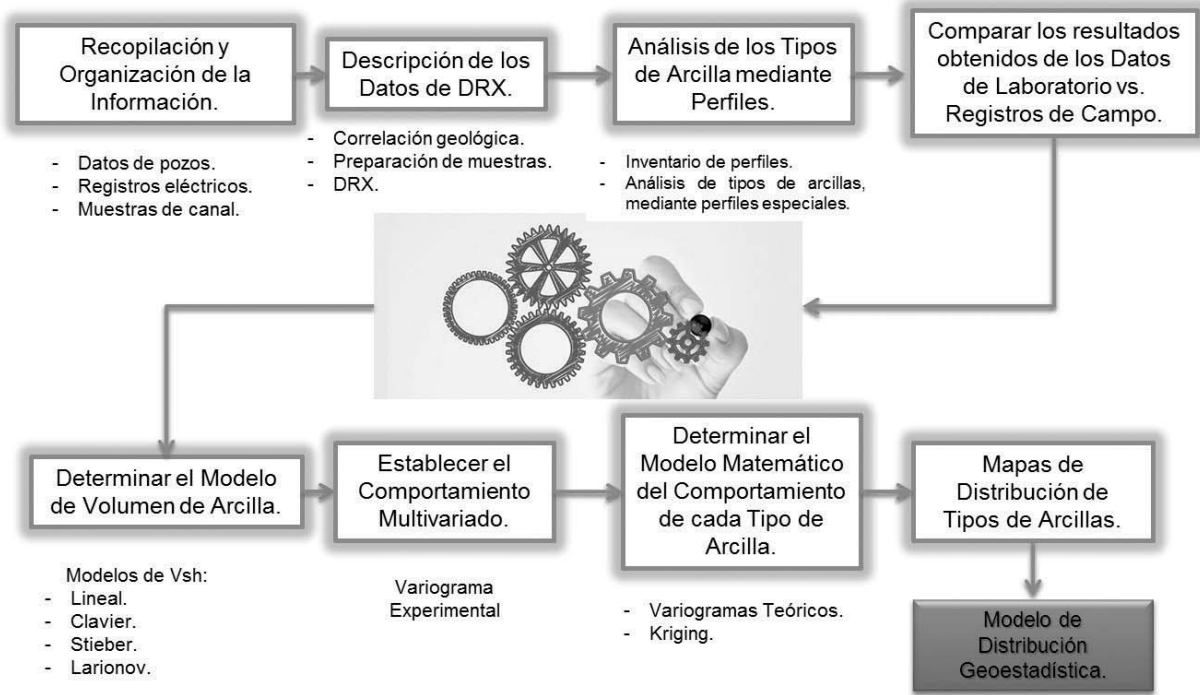 Recopilación y
Organización de la
Información.
- Datos de pozos.
- Registros eléctricos.
- Muestras de canal.
Descripción de los
Datos de DRX.
- Correlación geológica.
- Preparación de muestras.
- DRX.
Análisis de los Tipos
de Arcilla mediante
Perfiles.
- Inventario de perfiles.
- Análisis de tipos de arcillas,
mediante perfiles especiales.
Comparar los resultados
obtenidos de los Datos
de Laboratorio vs.
Registros de Campo.
Determinar el Modelo
de Volumen de Arcilla.
Modelos de Vsh:
- Lineal.
- Clavier.
- Stieber.
- Larionov.
Establecer el
Comportamiento
Multivariado.
Variograma
Experimental
Determinar el
Modelo Matemático
del Comportamiento
de cada Tipo de
Arcilla.
- Variogramas Teóricos.
- Kriging.
Mapas de
Distribución de
Tipos de Arcillas.
Modelo de
Distribución
Geoestadística.